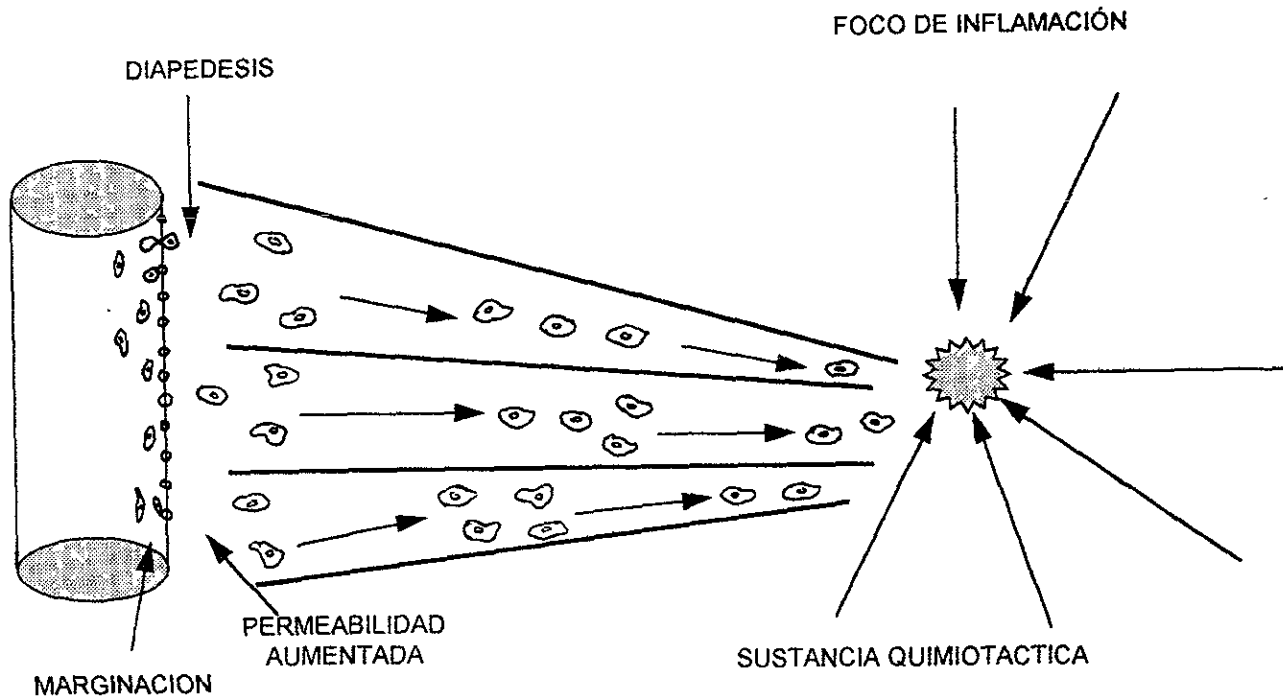 FOCO DE INFLAMACIÓN
DIAPEDESIS
PERMEABILIDAD
AUMENTADA
SUSTANCIA QUIMIOTACTICA
MARGINACION